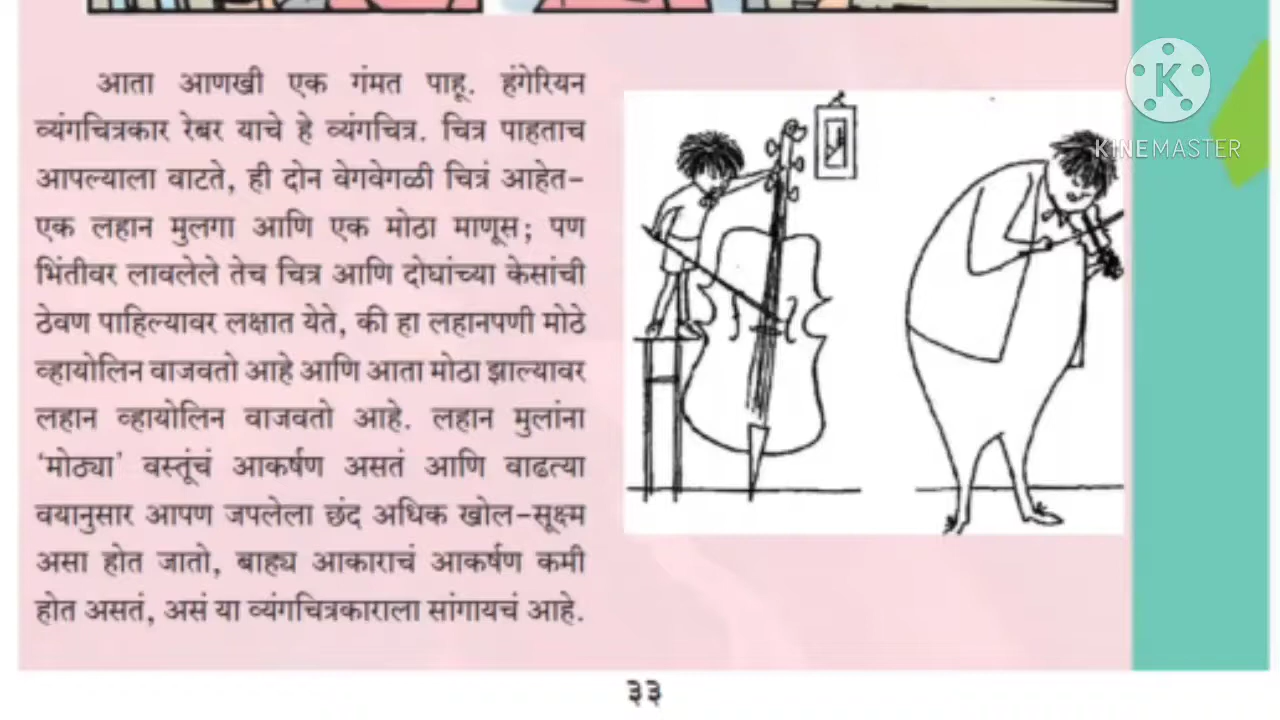 आता आणखी एक गंमत पाहू. हंगेरियन
व्यंगचित्रकार रेबर याचे हे व्यंगचित्र. चित्र पाहताच
आपल्याला वाटते, ही दोन वेगवेगळी चित्रं आहेत-
एक लहान मुलगा आणि एक मोठा माणूस; पण
भिंतीवर लावलेले तेच चित्र आणि दोघांच्या केसांची
ठेवण पाहिल्यावर लक्षात येते, की हा लहानपणी मोठे
व्हायोलिन वाजवतो आहे आणि आता मोठा झाल्यावर
लहान व्हायोलिन वाजवतो आहे. लहान मुलांना
‘मोठ्या’ वस्तूंचं आकर्षण असतं आणि वाढत्या
वयानुसार आपण जपलेला छंद अधिक खोल-सूक्ष्म
असा होत जातो, बाह्य आकाराचं आकर्षण कमी
होत असतं, असं या व्यंगचित्रकाराला सांगायचं आहे.
३३
K
KINEMASTER